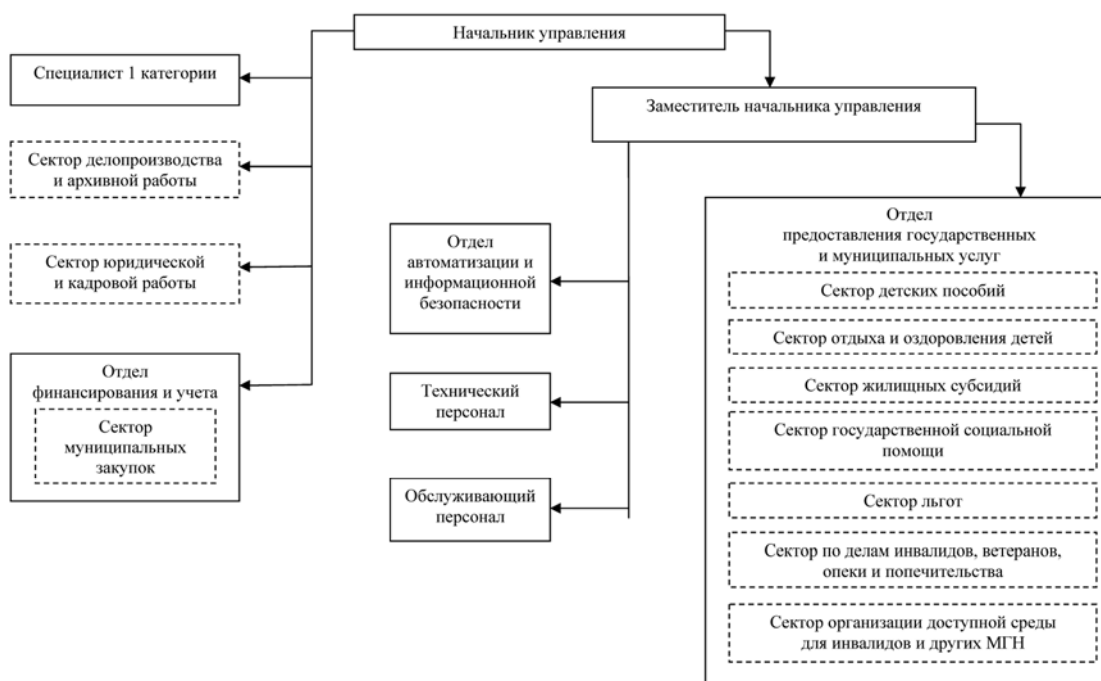 Начальник управления
Специалист 1 категории
Заместитель начальника управления
Сектор делопроизводства
и архивной работы
Сектор юридической
и кадровой работы
Отдел
финансирования и учета
Сектор
муниципальных
закупок
Отдел
автоматизации и
информационной
безопасности
Технический
персонал
Обслуживающий
персонал
Отдел
предоставления государственных
и муниципальных услуг
Сектор детских пособий
Сектор отдыха и оздоровления детей
Сектор жилищных субсидий
Сектор государственной социальной
помощи
Сектор льгот
Сектор по делам инвалидов, ветеранов,
опеки и попечительства
Сектор организации доступной среды
для инвалидов и других МГН